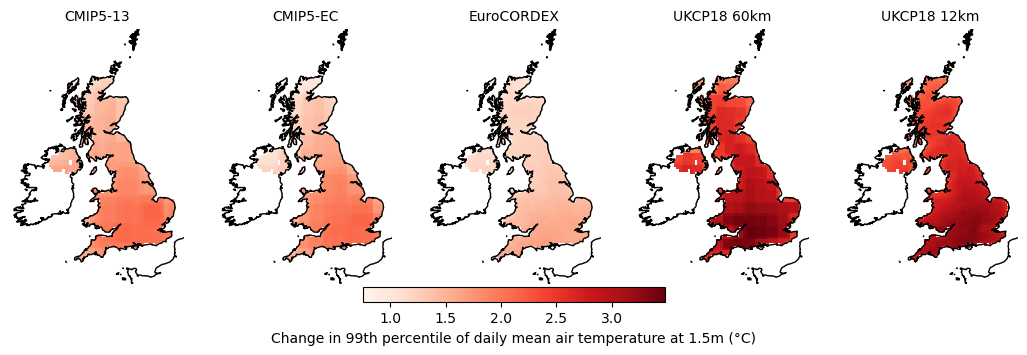 CMIP5-13 CMIP5-EC EuroCORDEX UKCP18 60km UKCP18 12km
1.0 1.5 2.0 2.5 3.0
Change in 99th percentile of daily mean air temperature at 1.5m (°C)